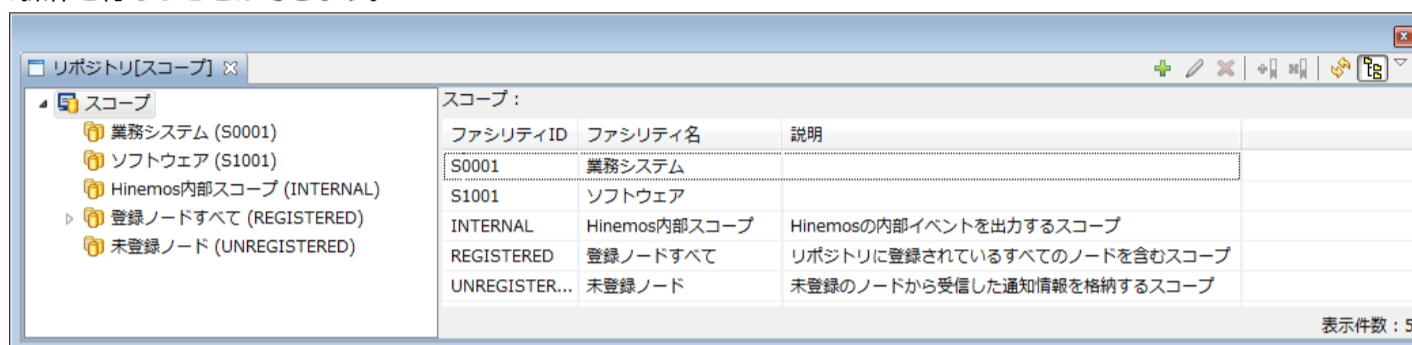 リポジトリ[スコープ]
スコープ
業務システム (S0001)
ソフトウェア (S1001)
Hinemos内部スコープ (INTERNAL)
登録ノードすべて (REGISTERED)
未登録ノード (UNREGISTERED)
スコープ :
ファシリティID ファシリティ名 説明
S0001 業務システム
S1001 ソフトウェア
INTERNAL Hinemos内部スコープ Hinemosの内部イベントを出力するスコープ
REGISTERED 登録ノードすべて リポジトリに登録されているすべてのノードを含むスコープ
UNREGISTER... 未登録ノード 未登録のノードから受信した通知情報を格納するスコープ
表示件数 : 5